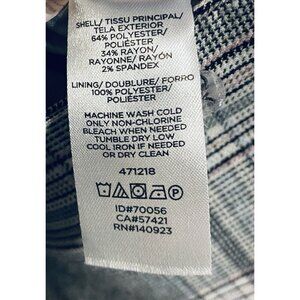 SHELL/ TISSU PRINCIPAL/
TELA EXTERIOR
64% POLYESTER/
POLIÉSTER
34% RAYON/
RAYONNE/ RAYÓN
2% SPANDEX
LINING/ DOUBLURE/ FORRO
100% POLYESTER/
POLIÉSTER
MACHINE WASH COLD
ONLY NON-CHLORINE
BLEACH WHEN NEEDED
TUMBLE DRY LOW
COOL IRON IF NEEDED
OR DRY CLEAN
471218
ID#70056
CA#57421
RN#140923